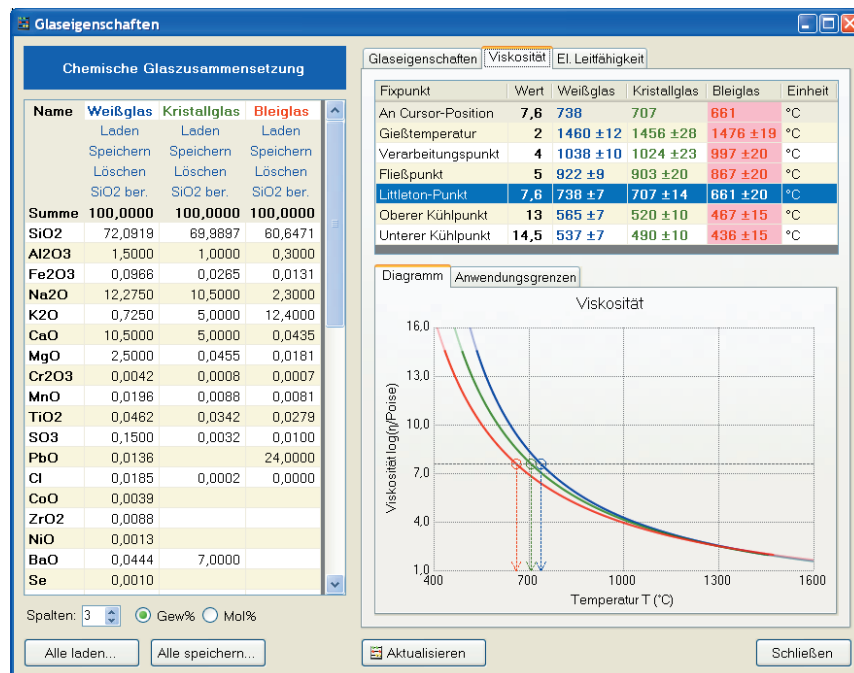 Glaseigenschaften
Chemische Glaszusammensetzung
Name Weißglas Kristallglas Bleiglas
Laden Laden Laden
Speichern Speichern Speichern
Löschen Löschen Löschen
SiO2 ber. SiO2 ber. SiO2 ber.
Summe 100,0000 100,0000 100,0000
SiO2 72,0919 69,9897 60,6471
Al2O3 1,5000 1,0000 0,3000
Fe2O3 0,0966 0,0265 0,0131
Na2O 12,2750 10,5000 2,3000
K2O 0,7250 5,0000 12,4000
CaO 10,5000 5,0000 0,0435
MgO 2,5000 0,0455 0,0181
Cr2O3 0,0042 0,0008 0,0007
MnO 0,0196 0,0088 0,0081
TiO2 0,0462 0,0342 0,0279
SO3 0,1500 0,0032 0,0100
PbO 0,0136 24,0000
Cl 0,0185 0,0002 0,0000
CoO 0,0039
ZrO2 0,0088
NiO 0,0013
BaO 0,0444 7,0000
Se 0,0010
Spalten: 3 Gew% Mol%
Alle laden... Alle speichern...
Glaseigenschaften Viskosität El. Leitfähigkeit
Fixpunkt Wert Weißglas Kristallglas Bleiglas Einheit
An Cursor-Position 7,6 738 707 661 °C
Gießtemperatur 2 1460 ±12 1456 ±28 1476 ±19 °C
Verarbeitungspunkt 4 1038 ±10 1024 ±23 997 ±20 °C
Fließpunkt 5 922 ±9 903 ±20 867 ±20 °C
Littleton-Punkt 7,6 738 ±7 707 ±14 661 ±20 °C
Oberer Kühlpunkt 13 565 ±7 520 ±10 467 ±15 °C
Unterer Kühlpunkt 14,5 537 ±7 490 ±10 436 ±15 °C
Diagramm Anwendungsgrenzen
Viskosität
Viskosität log(η/Poise)
16,0
13,0
10,0
7,0
4,0
1,0
400 700 1000 1300 1600
Temperatur T (°C)
Aktualisieren Schließen